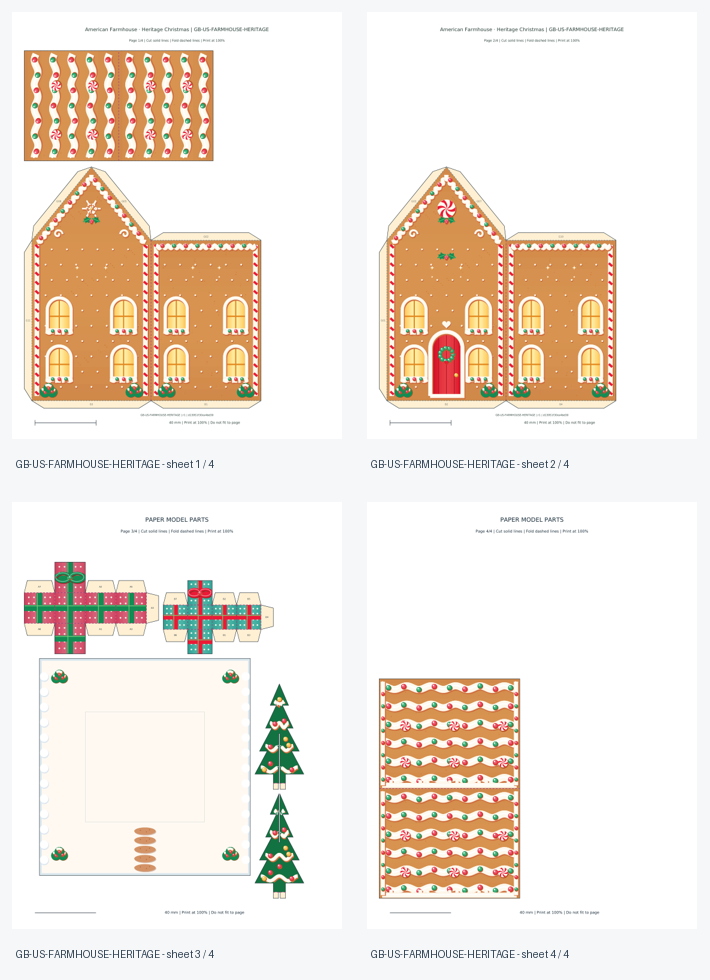 American Farmhouse · Heritage Christmas | GB-US-FARMHOUSE-HERITAGE
Page 1/4 | Cut solid lines | Fold dashed lines | Print at 100%
40 mm | Print at 100% | Do not fit to page
GB-US-FARMHOUSE-HERITAGE - sheet 1 / 4
American Farmhouse · Heritage Christmas | GB-US-FARMHOUSE-HERITAGE
Page 2/4 | Cut solid lines | Fold dashed lines | Print at 100%
40 mm | Print at 100% | Do not fit to page
GB-US-FARMHOUSE-HERITAGE - sheet 2 / 4
PAPER MODEL PARTS
Page 3/4 | Cut solid lines | Fold dashed lines | Print at 100%
40 mm | Print at 100% | Do not fit to page
GB-US-FARMHOUSE-HERITAGE - sheet 3 / 4
PAPER MODEL PARTS
Page 4/4 | Cut solid lines | Fold dashed lines | Print at 100%
40 mm | Print at 100% | Do not fit to page
GB-US-FARMHOUSE-HERITAGE - sheet 4 / 4